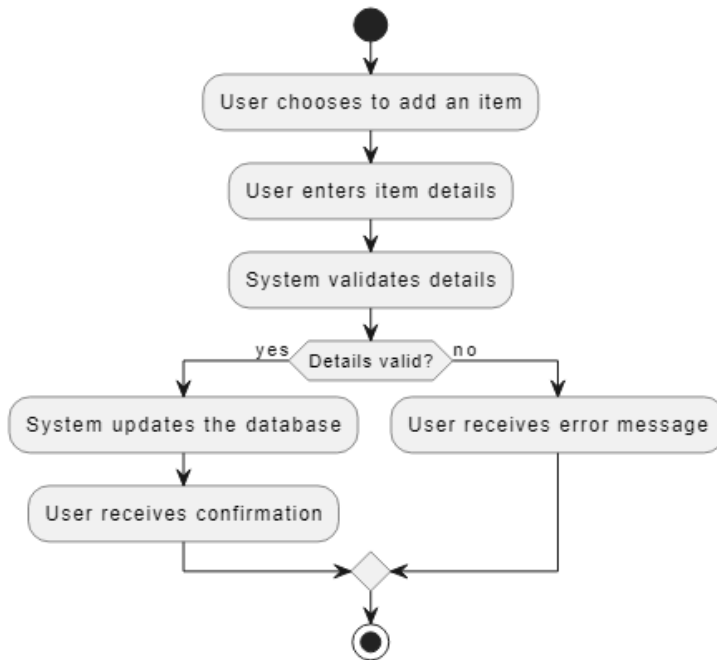 User chooses to add an item
User enters item details
System validates details
yes
Details valid?
no
System updates the database
User receives error message
User receives confirmation